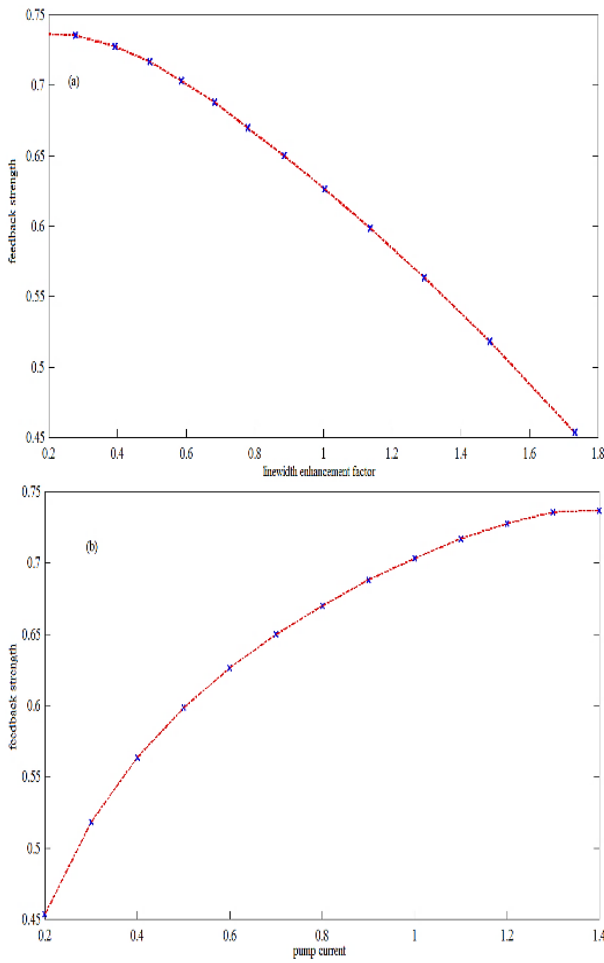 0.75
0.7
0.65
0.6
0.55
0.5
0.45
feedback strength
(a)
0.2 0.4 0.6 0.8 1 1.2 1.4 1.6 1.8
linewidth enhancement factor
0.75
0.7
0.65
0.6
0.55
0.5
0.45
feedback strength
(b)
0.2 0.4 0.6 0.8 1 1.2 1.4
pump current